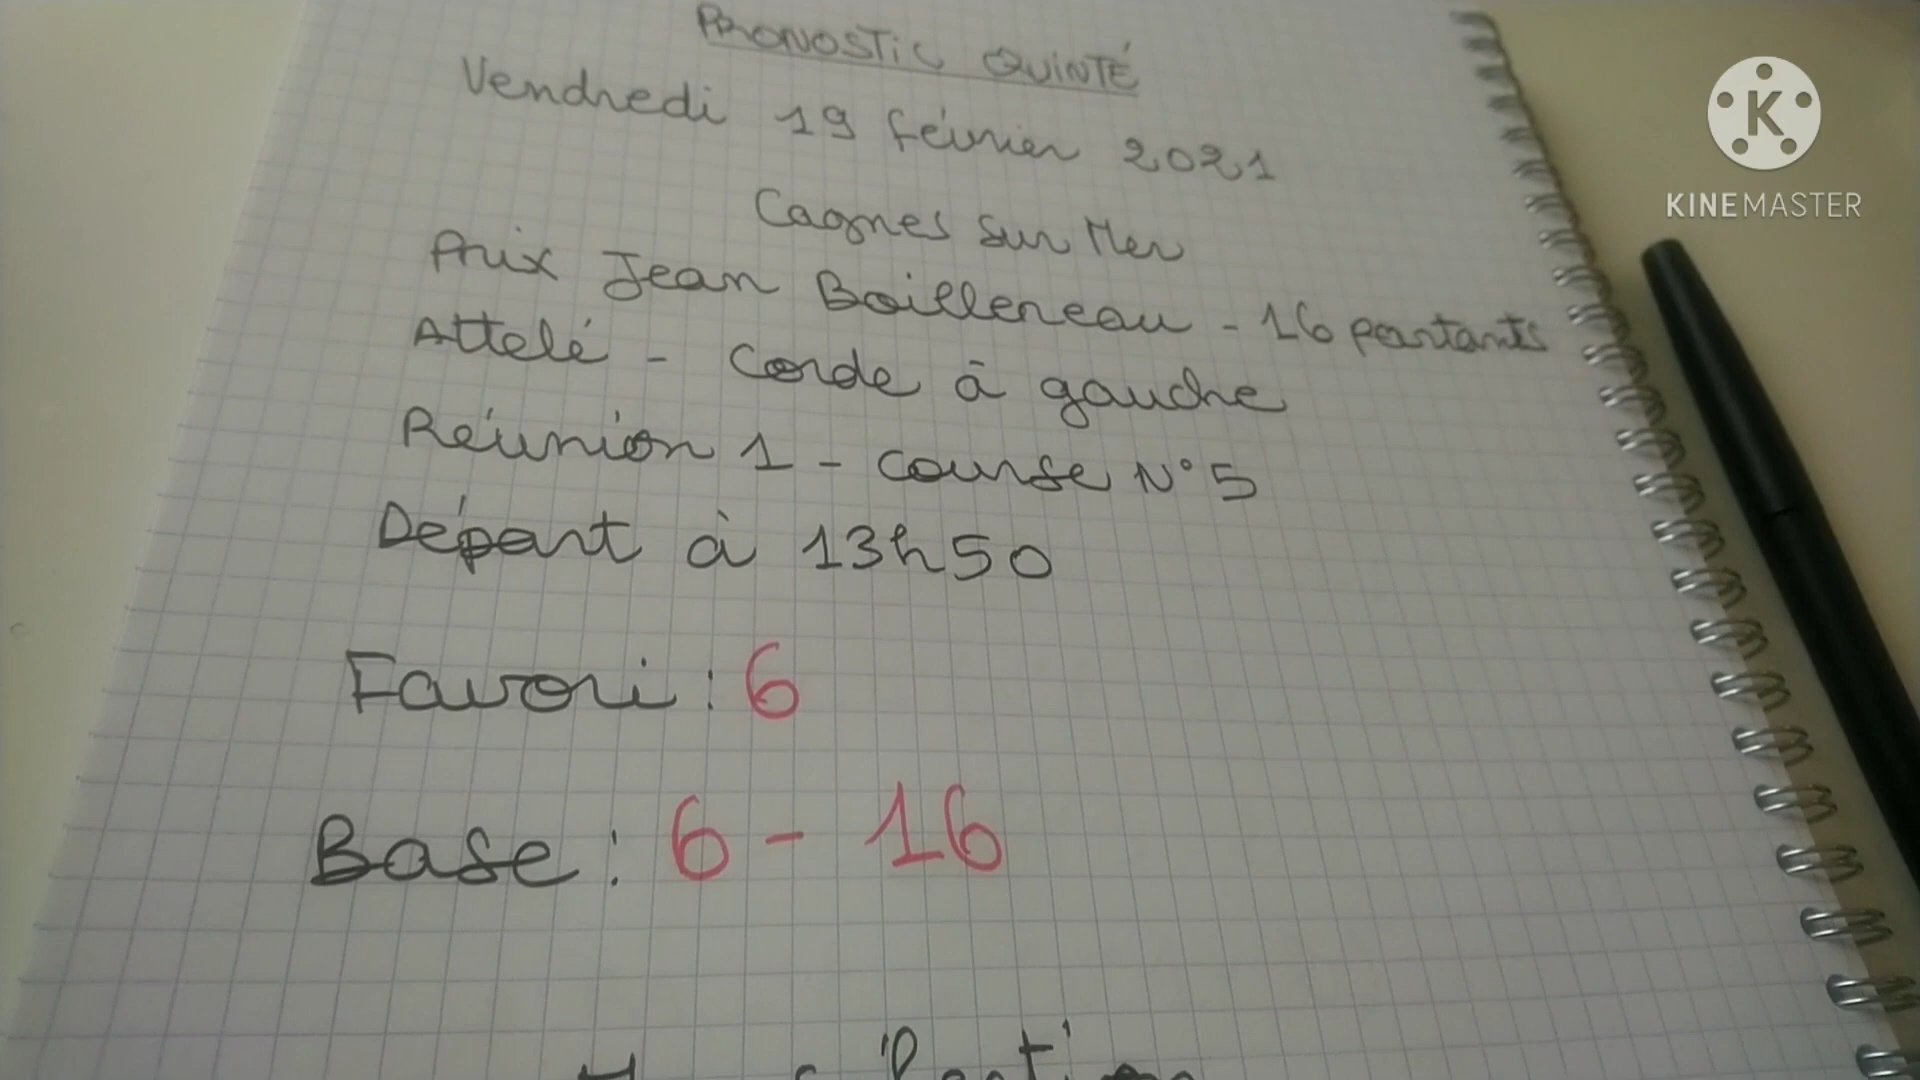 PRONOSTIC QUINTÉ
Vendredi 19 février 2021
Cagnes sur Mer
Prix Jean Boillereau - 16 partants
Attelé - Corde à gauche
Réunion 1 - course N°5
Départ à 13h50
Favori : 6
Base : 6 - 16
K
KINEMASTER